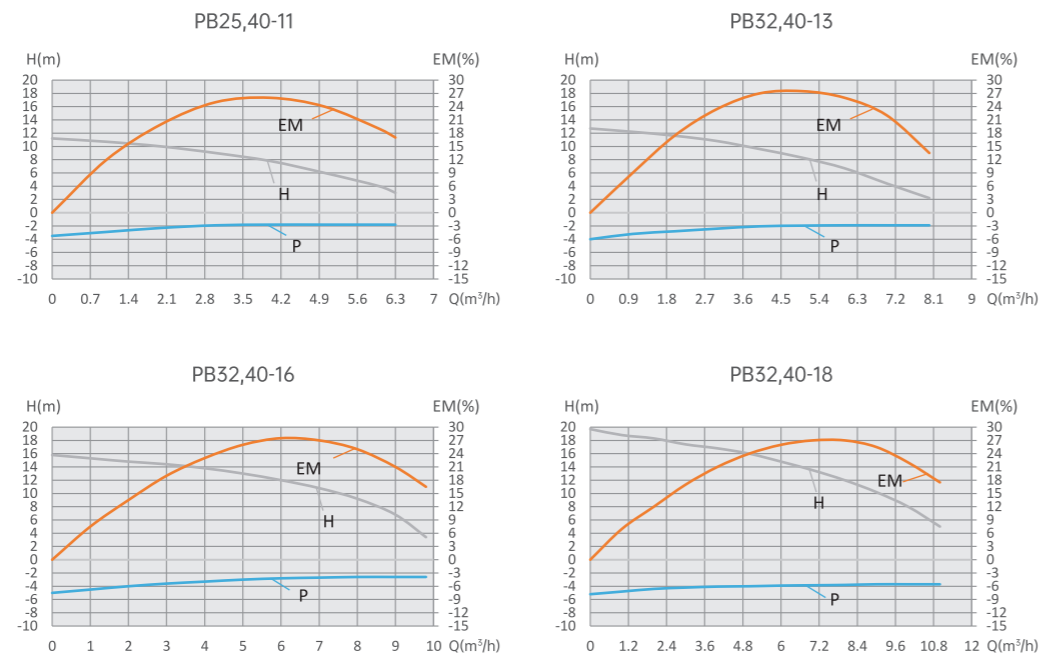 PB25,40-11
H(m) EM(%)
20 30
18 27
16 24
14 21
12 18
10 15
8 12
6 9
4 6
2 3
0 0
-2 -3
-4 -6
-6 -9
-8 -12
-10 -15
EM
H
P
0 0.7 1.4 2.1 2.8 3.5 4.2 4.9 5.6 6.3 7 Q(m³/h)
PB32,40-13
H(m) EM(%)
20 30
18 27
16 24
14 21
12 18
10 15
8 12
6 9
4 6
2 3
0 0
-2 -3
-4 -6
-6 -9
-8 -12
-10 -15
EM
H
P
0 0.9 1.8 2.7 3.6 4.5 5.4 6.3 7.2 8.1 9 Q(m³/h)
PB32,40-16
H(m) EM(%)
20 30
18 27
16 24
14 21
12 18
10 15
8 12
6 9
4 6
2 3
0 0
-2 -3
-4 -6
-6 -9
-8 -12
-10 -15
EM
H
P
0 1 2 3 4 5 6 7 8 9 10 Q(m³/h)
PB32,40-18
H(m) EM(%)
20 30
18 27
16 24
14 21
12 18
10 15
8 12
6 9
4 6
2 3
0 0
-2 -3
-4 -6
-6 -9
-8 -12
-10 -15
EM
H
P
0 1.2 2.4 3.6 4.8 6 7.2 8.4 9.6 10.8 12 Q(m³/h)